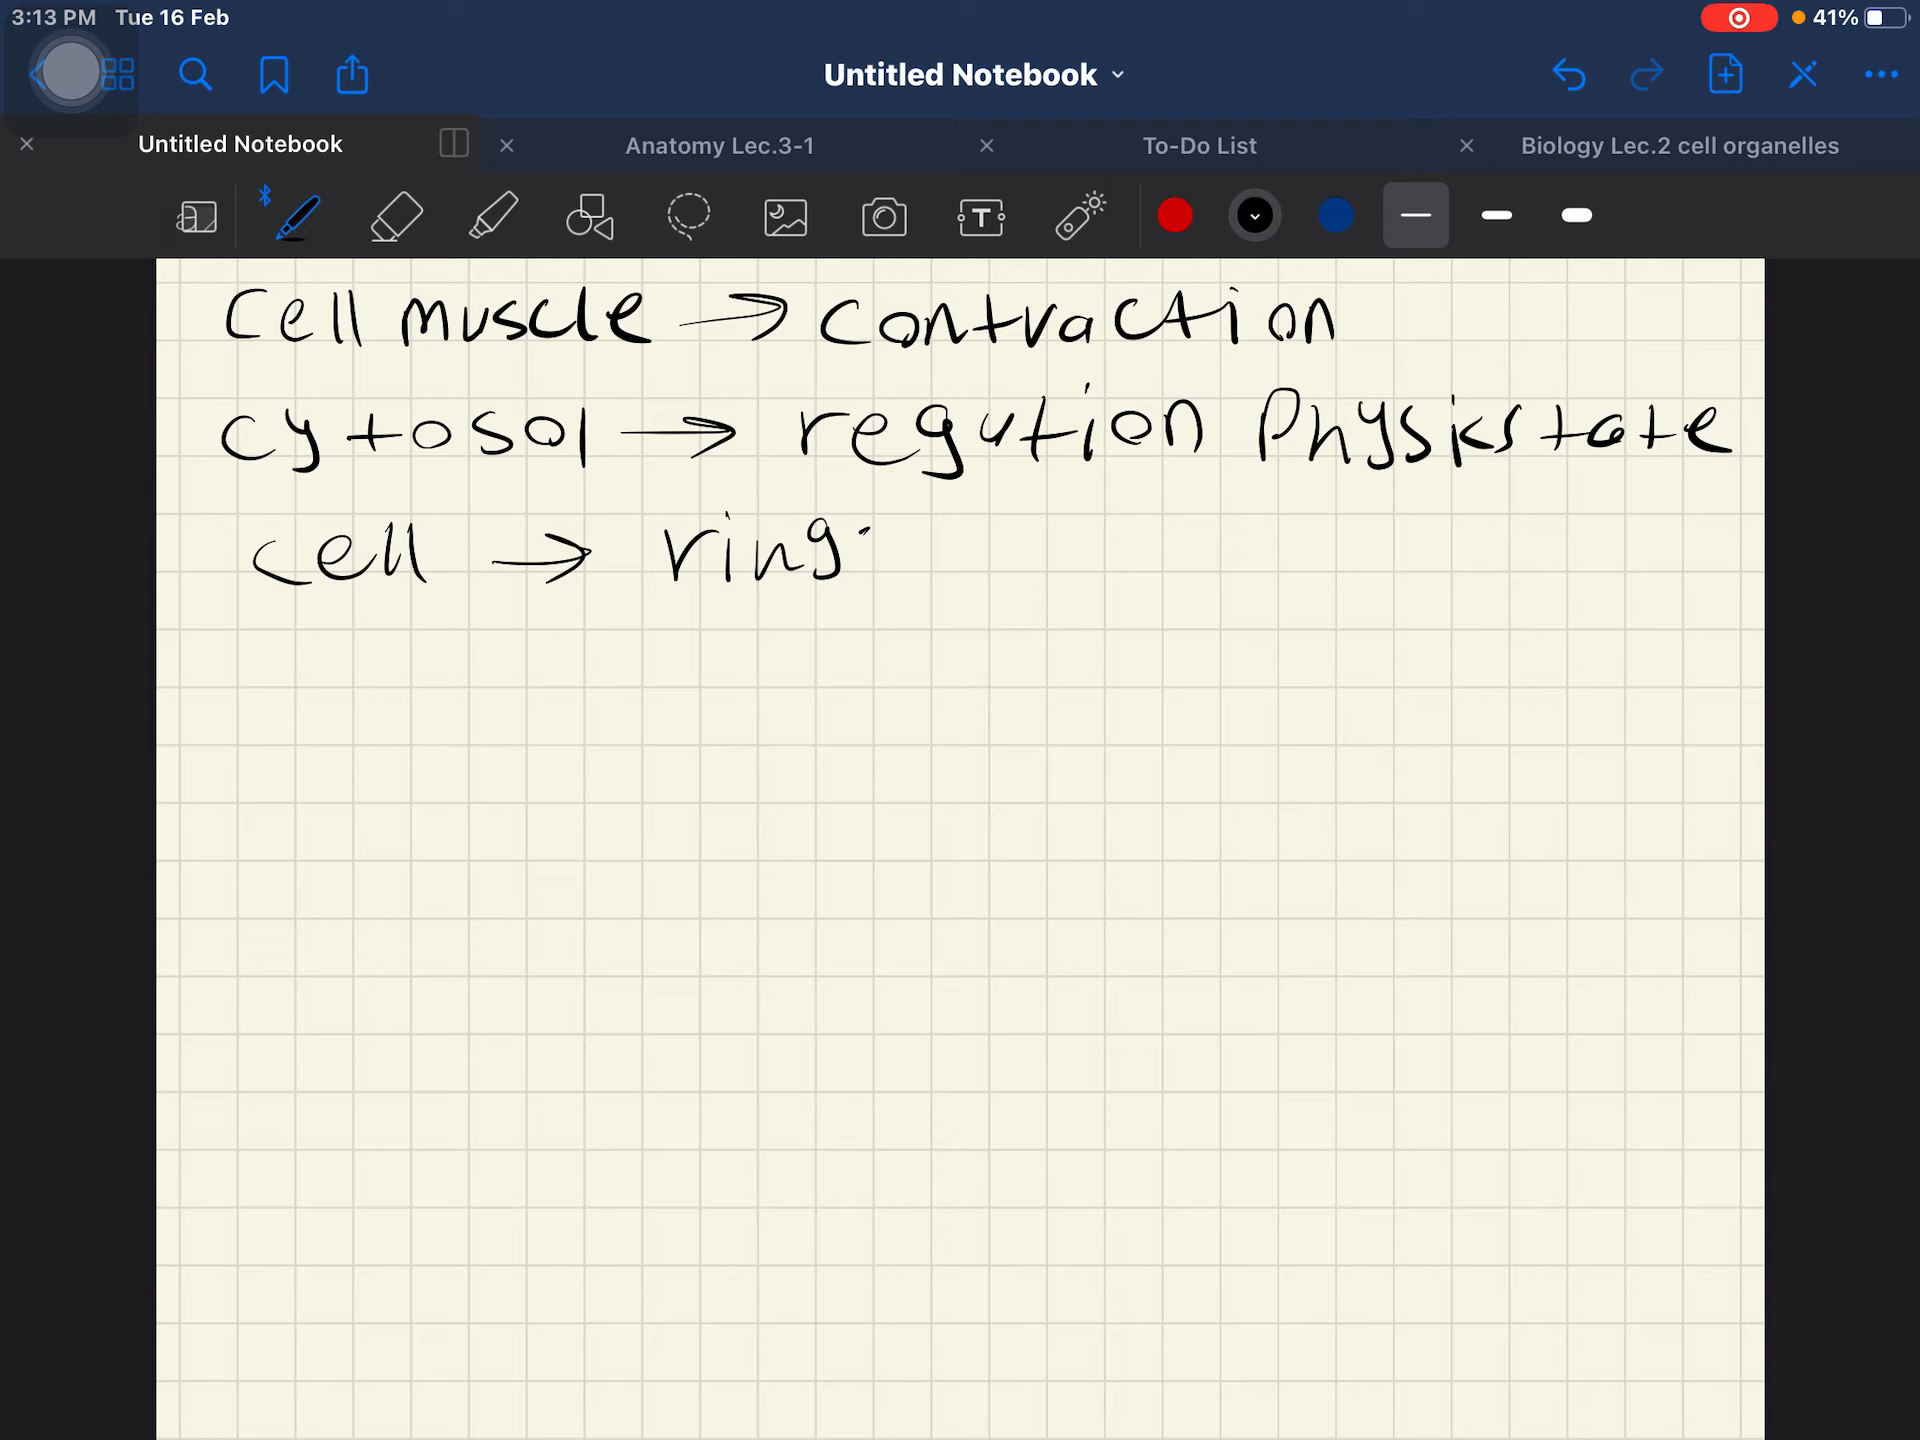 3:13 PM Tue 16 Feb 41%
Untitled Notebook
Untitled Notebook Anatomy Lec.3-1 To-Do List Biology Lec.2 cell organelles
Cell muscle → contraction
cytosol → regution Physikstate
cell → ring